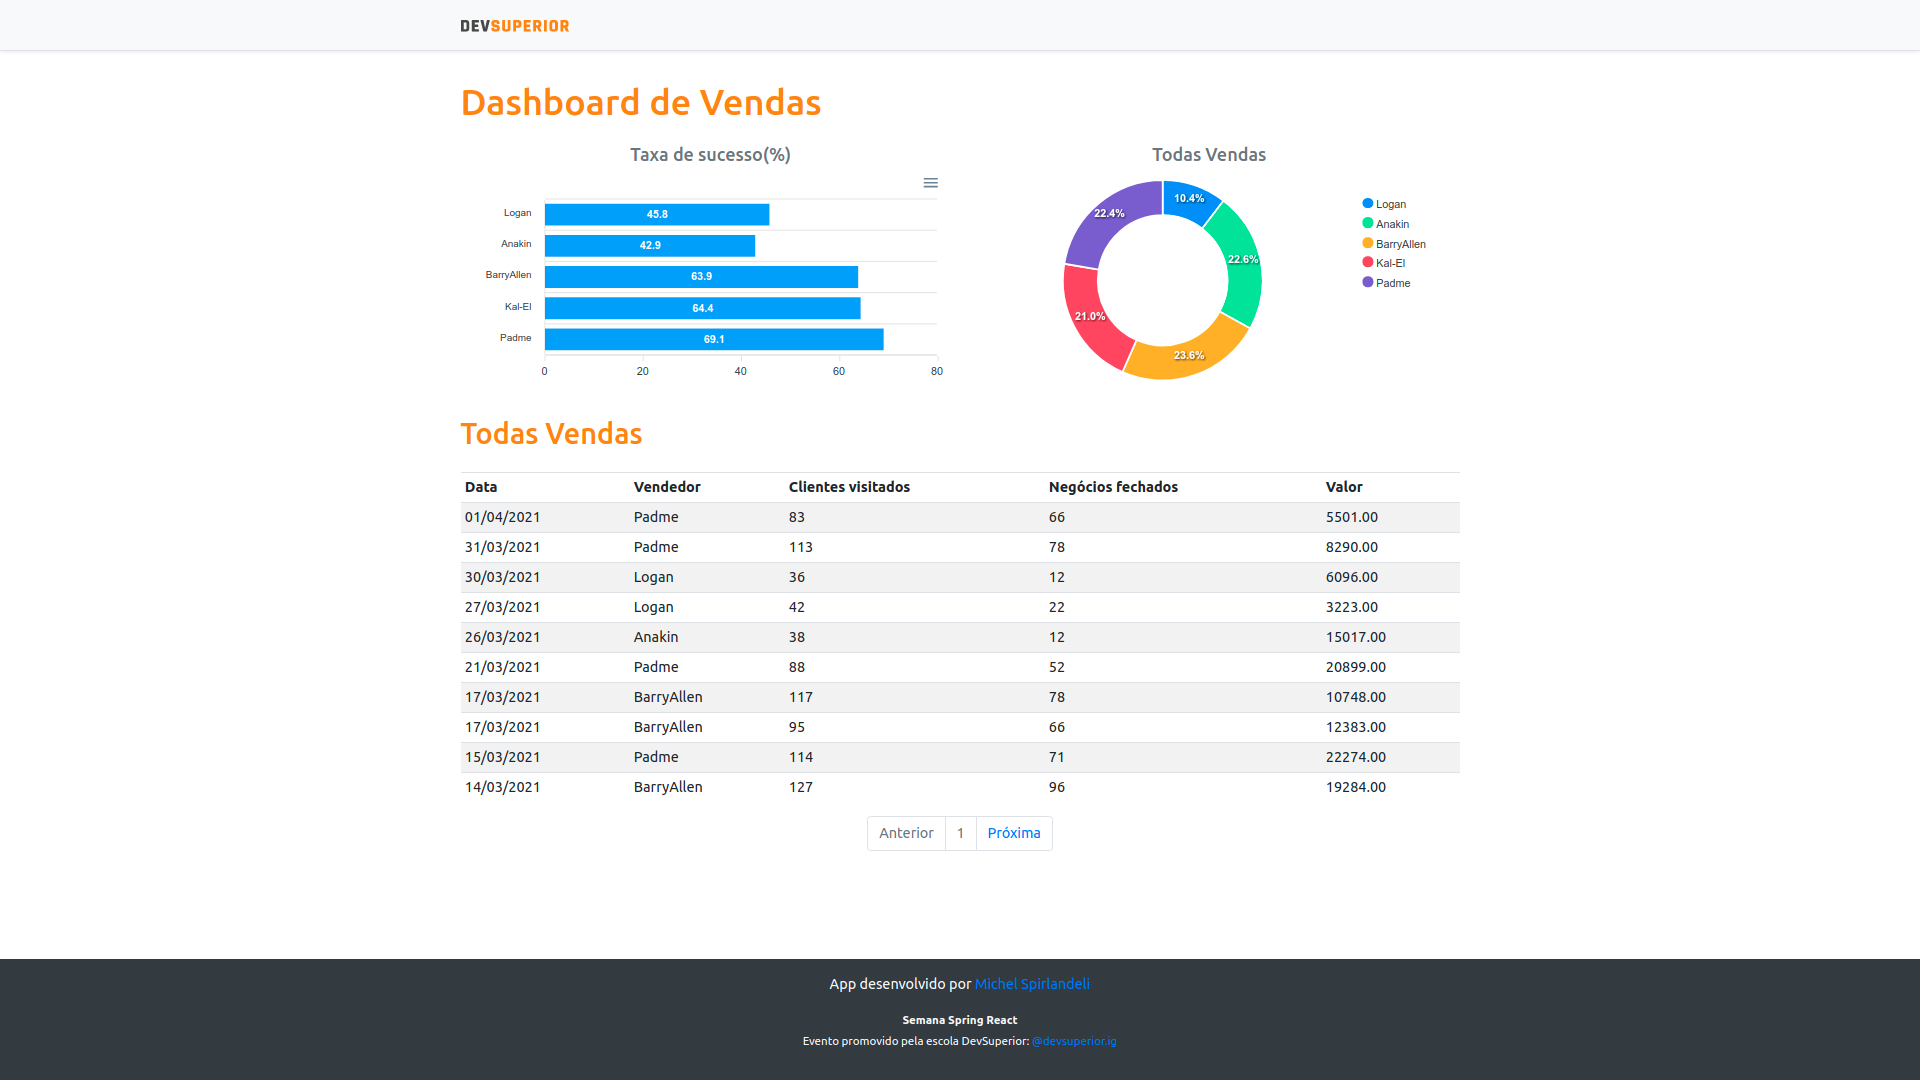 DEVSUPERIOR
Dashboard de Vendas
Taxa de sucesso(%)
Logan 45.8
Anakin 42.9
BarryAllen 63.9
Kal-El 64.4
Padme 69.1
0 20 40 60 80
Todas Vendas
10.4%
22.6%
23.6%
21.0%
22.4%
Logan
Anakin
BarryAllen
Kal-El
Padme
Todas Vendas
Data Vendedor Clientes visitados Negócios fechados Valor
01/04/2021 Padme 83 66 5501.00
31/03/2021 Padme 113 78 8290.00
30/03/2021 Logan 36 12 6096.00
27/03/2021 Logan 42 22 3223.00
26/03/2021 Anakin 38 12 15017.00
21/03/2021 Padme 88 52 20899.00
17/03/2021 BarryAllen 117 78 10748.00
17/03/2021 BarryAllen 95 66 12383.00
15/03/2021 Padme 114 71 22274.00
14/03/2021 BarryAllen 127 96 19284.00
Anterior 1 Próxima
App desenvolvido por Michel Spirlandeli
Semana Spring React
Evento promovido pela escola DevSuperior: @devsuperior.ig